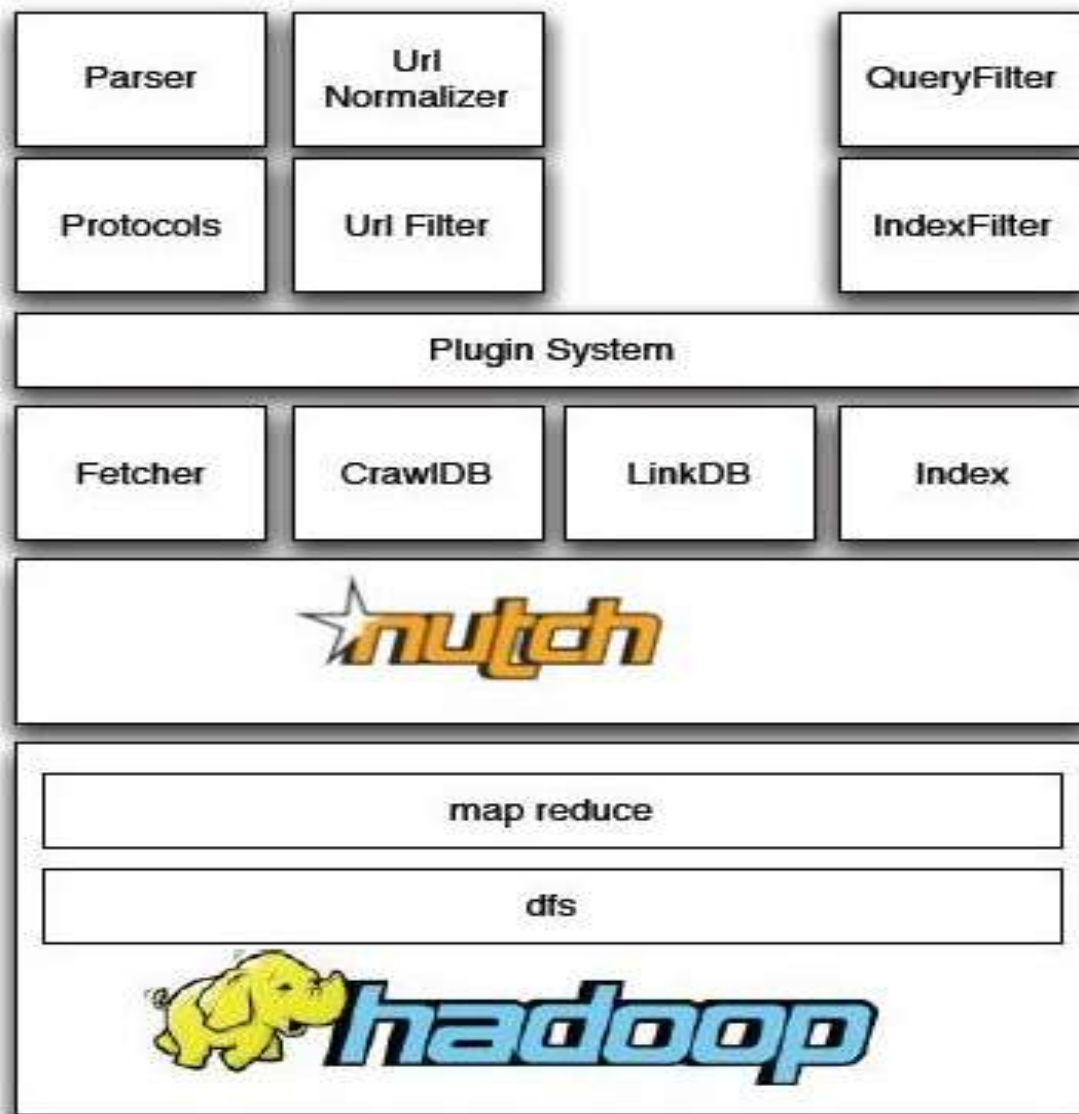 Parser
Url
Normalizer
QueryFilter
Protocols
Url Filter
IndexFilter
Plugin System
Fetcher
CrawlDB
LinkDB
Index
nutch
map reduce
dfs
hadoop